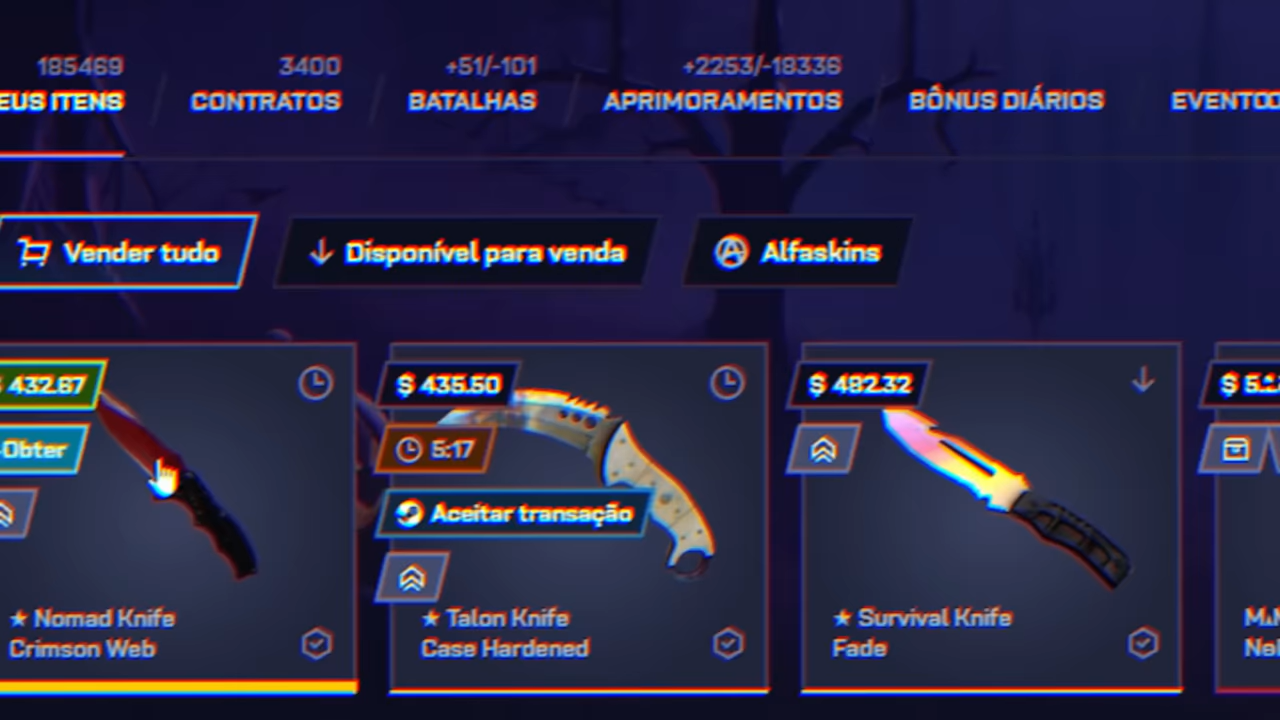 185469
3400
+51/-101
+2253/-18336
EUS ITENS
CONTRATOS
BATALHAS
APRIMORAMENTOS
BÔNUS DIÁRIOS
Vender tudo
Disponível para venda
Alfaskins
$ 432.67
Obter
★ Nomad Knife
Crimson Web
$ 435.50
5:17
Aceitar transação
★ Talon Knife
Case Hardened
$ 482.32
★ Survival Knife
Fade